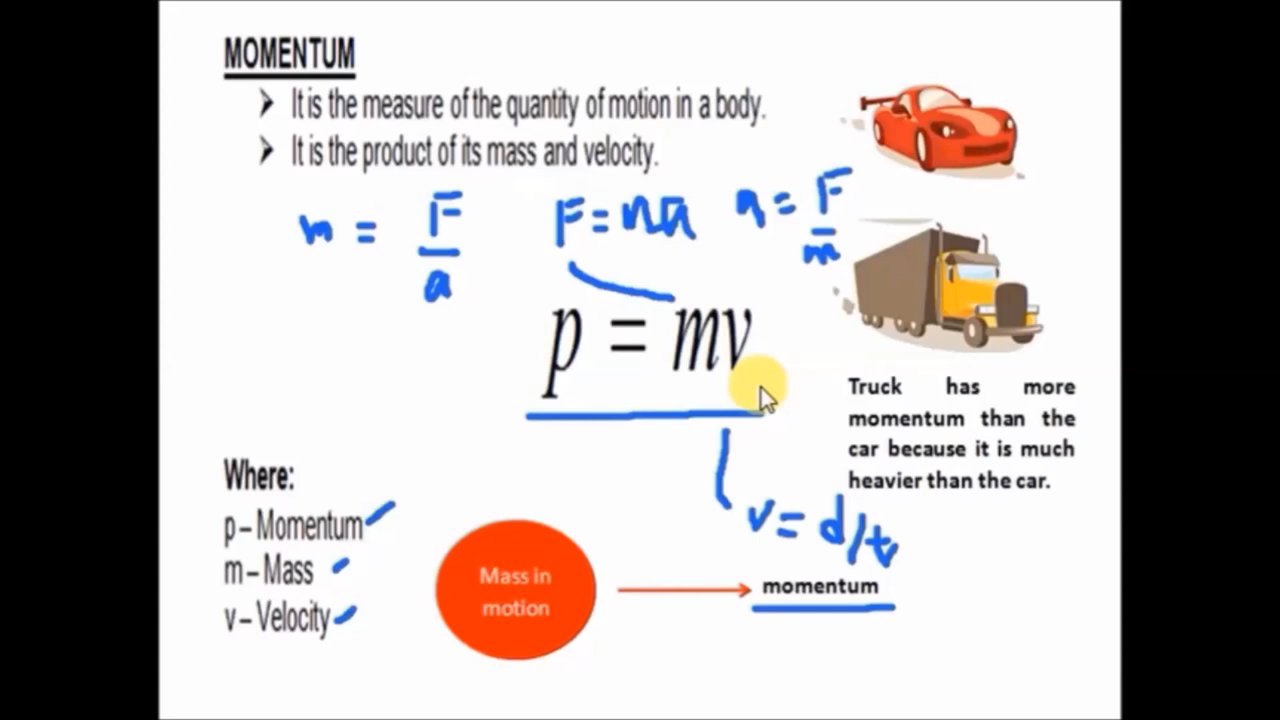 MOMENTUM
➢ It is the measure of the quantity of motion in a body.
➢ It is the product of its mass and velocity.
m = F/a
F = ma
a = F/m
p = mv
Truck has more
momentum than the
car because it is much
heavier than the car.
v = d/t
Where:
p – Momentum
m – Mass
v – Velocity
Mass in
motion
momentum